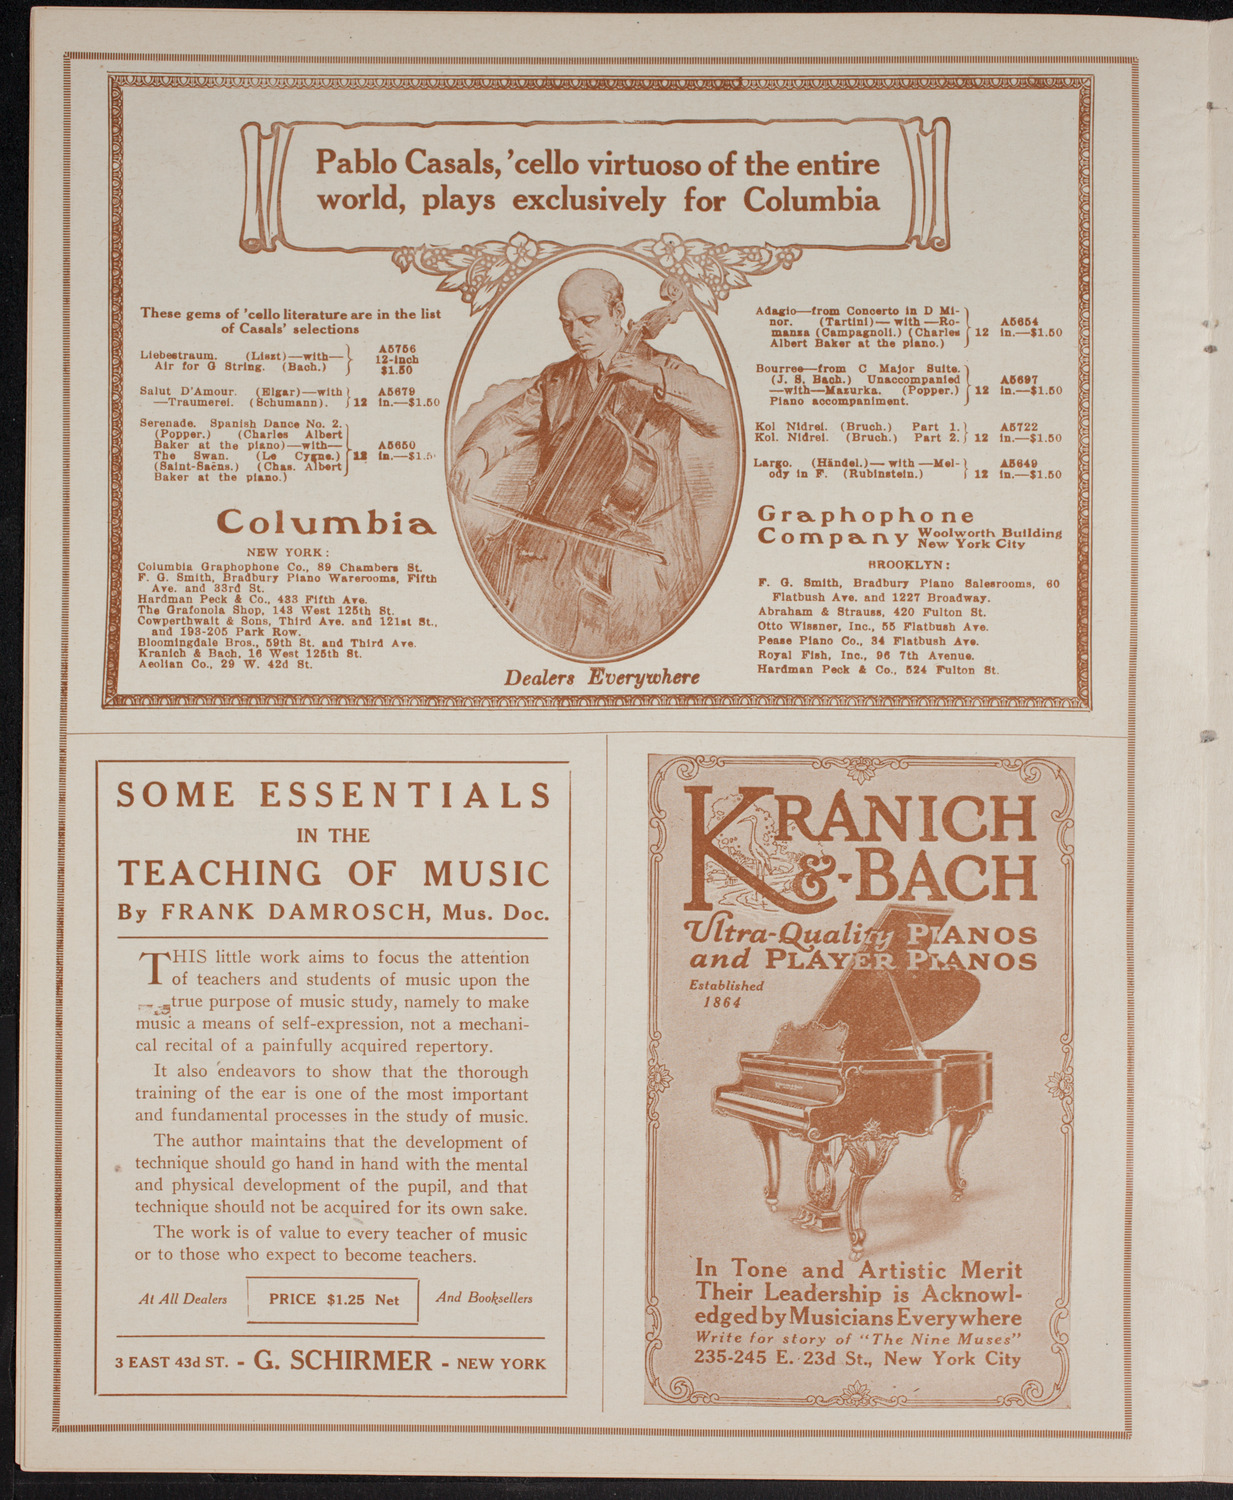 Pablo Casals, 'cello virtuoso of the entire
world, plays exclusively for Columbia
These gems of 'cello literature are in the list
of Casals' selections
Liebestraum. (Liszt)—with—
Air for G String. (Bach.)
A5756
12-inch
$1.50
Salut D'Amour. (Elgar)—with
—Traumerei. (Schumann).
A5679
12 in.—$1.50
Serenade. Spanish Dance No. 2.
(Popper.) (Charles Albert
Baker at the piano)—with—
The Swan. (Le Cygne.)
(Saint-Saëns.) (Chas. Albert
Baker at the piano.)
A5650
12 in.—$1.5
Adagio—from Concerto in D Mi-
nor. (Tartini)—with—Ro-
manza (Campagnoli.) (Charles
Albert Baker at the piano.)
A5654
12 in.—$1.50
Bourree—from C Major Suite.
(J. S. Bach.) Unaccompanied
—with—Mazurka. (Popper.)
Piano accompaniment.
A5697
12 in.—$1.50
Kol Nidrei. (Bruch.) Part 1.
Kol. Nidrei. (Bruch.) Part 2.
A5722
12 in.—$1.50
Largo. (Händel.)—with—Mel-
ody in F. (Rubinstein.)
A5649
12 in.—$1.50
Columbia
NEW YORK:
Columbia Graphophone Co., 89 Chambers St.
F. G. Smith, Bradbury Piano Warerooms, Fifth
Ave. and 33rd St.
Hardman Peck & Co., 433 Fifth Ave.
The Grafonola Shop, 143 West 125th St.
Cowperthwait & Sons, Third Ave. and 121st St.,
and 193-205 Park Row.
Bloomingdale Bros., 59th St. and Third Ave.
Kranich & Bach, 16 West 125th St.
Aeolian Co., 29 W. 42d St.
Graphophone
Company Woolworth Building
New York City
BROOKLYN:
F. G. Smith, Bradbury Piano Salesrooms, 60
Flatbush Ave. and 1227 Broadway.
Abraham & Strauss, 420 Fulton St.
Otto Wissner, Inc., 55 Flatbush Ave.
Pease Piano Co., 34 Flatbush Ave.
Royal Fish, Inc., 96 7th Avenue.
Hardman Peck & Co., 524 Fulton St.
Dealers Everywhere
SOME ESSENTIALS
IN THE
TEACHING OF MUSIC
By FRANK DAMROSCH, Mus. Doc.
THIS little work aims to focus the attention
of teachers and students of music upon the
true purpose of music study, namely to make
music a means of self-expression, not a mechani-
cal recital of a painfully acquired repertory.
It also endeavors to show that the thorough
training of the ear is one of the most important
and fundamental processes in the study of music.
The author maintains that the development of
technique should go hand in hand with the mental
and physical development of the pupil, and that
technique should not be acquired for its own sake.
The work is of value to every teacher of music
or to those who expect to become teachers.
At All Dealers PRICE $1.25 Net And Booksellers
3 EAST 43d ST. - G. SCHIRMER - NEW YORK
KRANICH
&-BACH
Ultra-Quality PIANOS
and PLAYER PIANOS
Established
1864
In Tone and Artistic Merit
Their Leadership is Acknowl-
edged by Musicians Everywhere
Write for story of "The Nine Muses"
235-245 E. 23d St., New York City